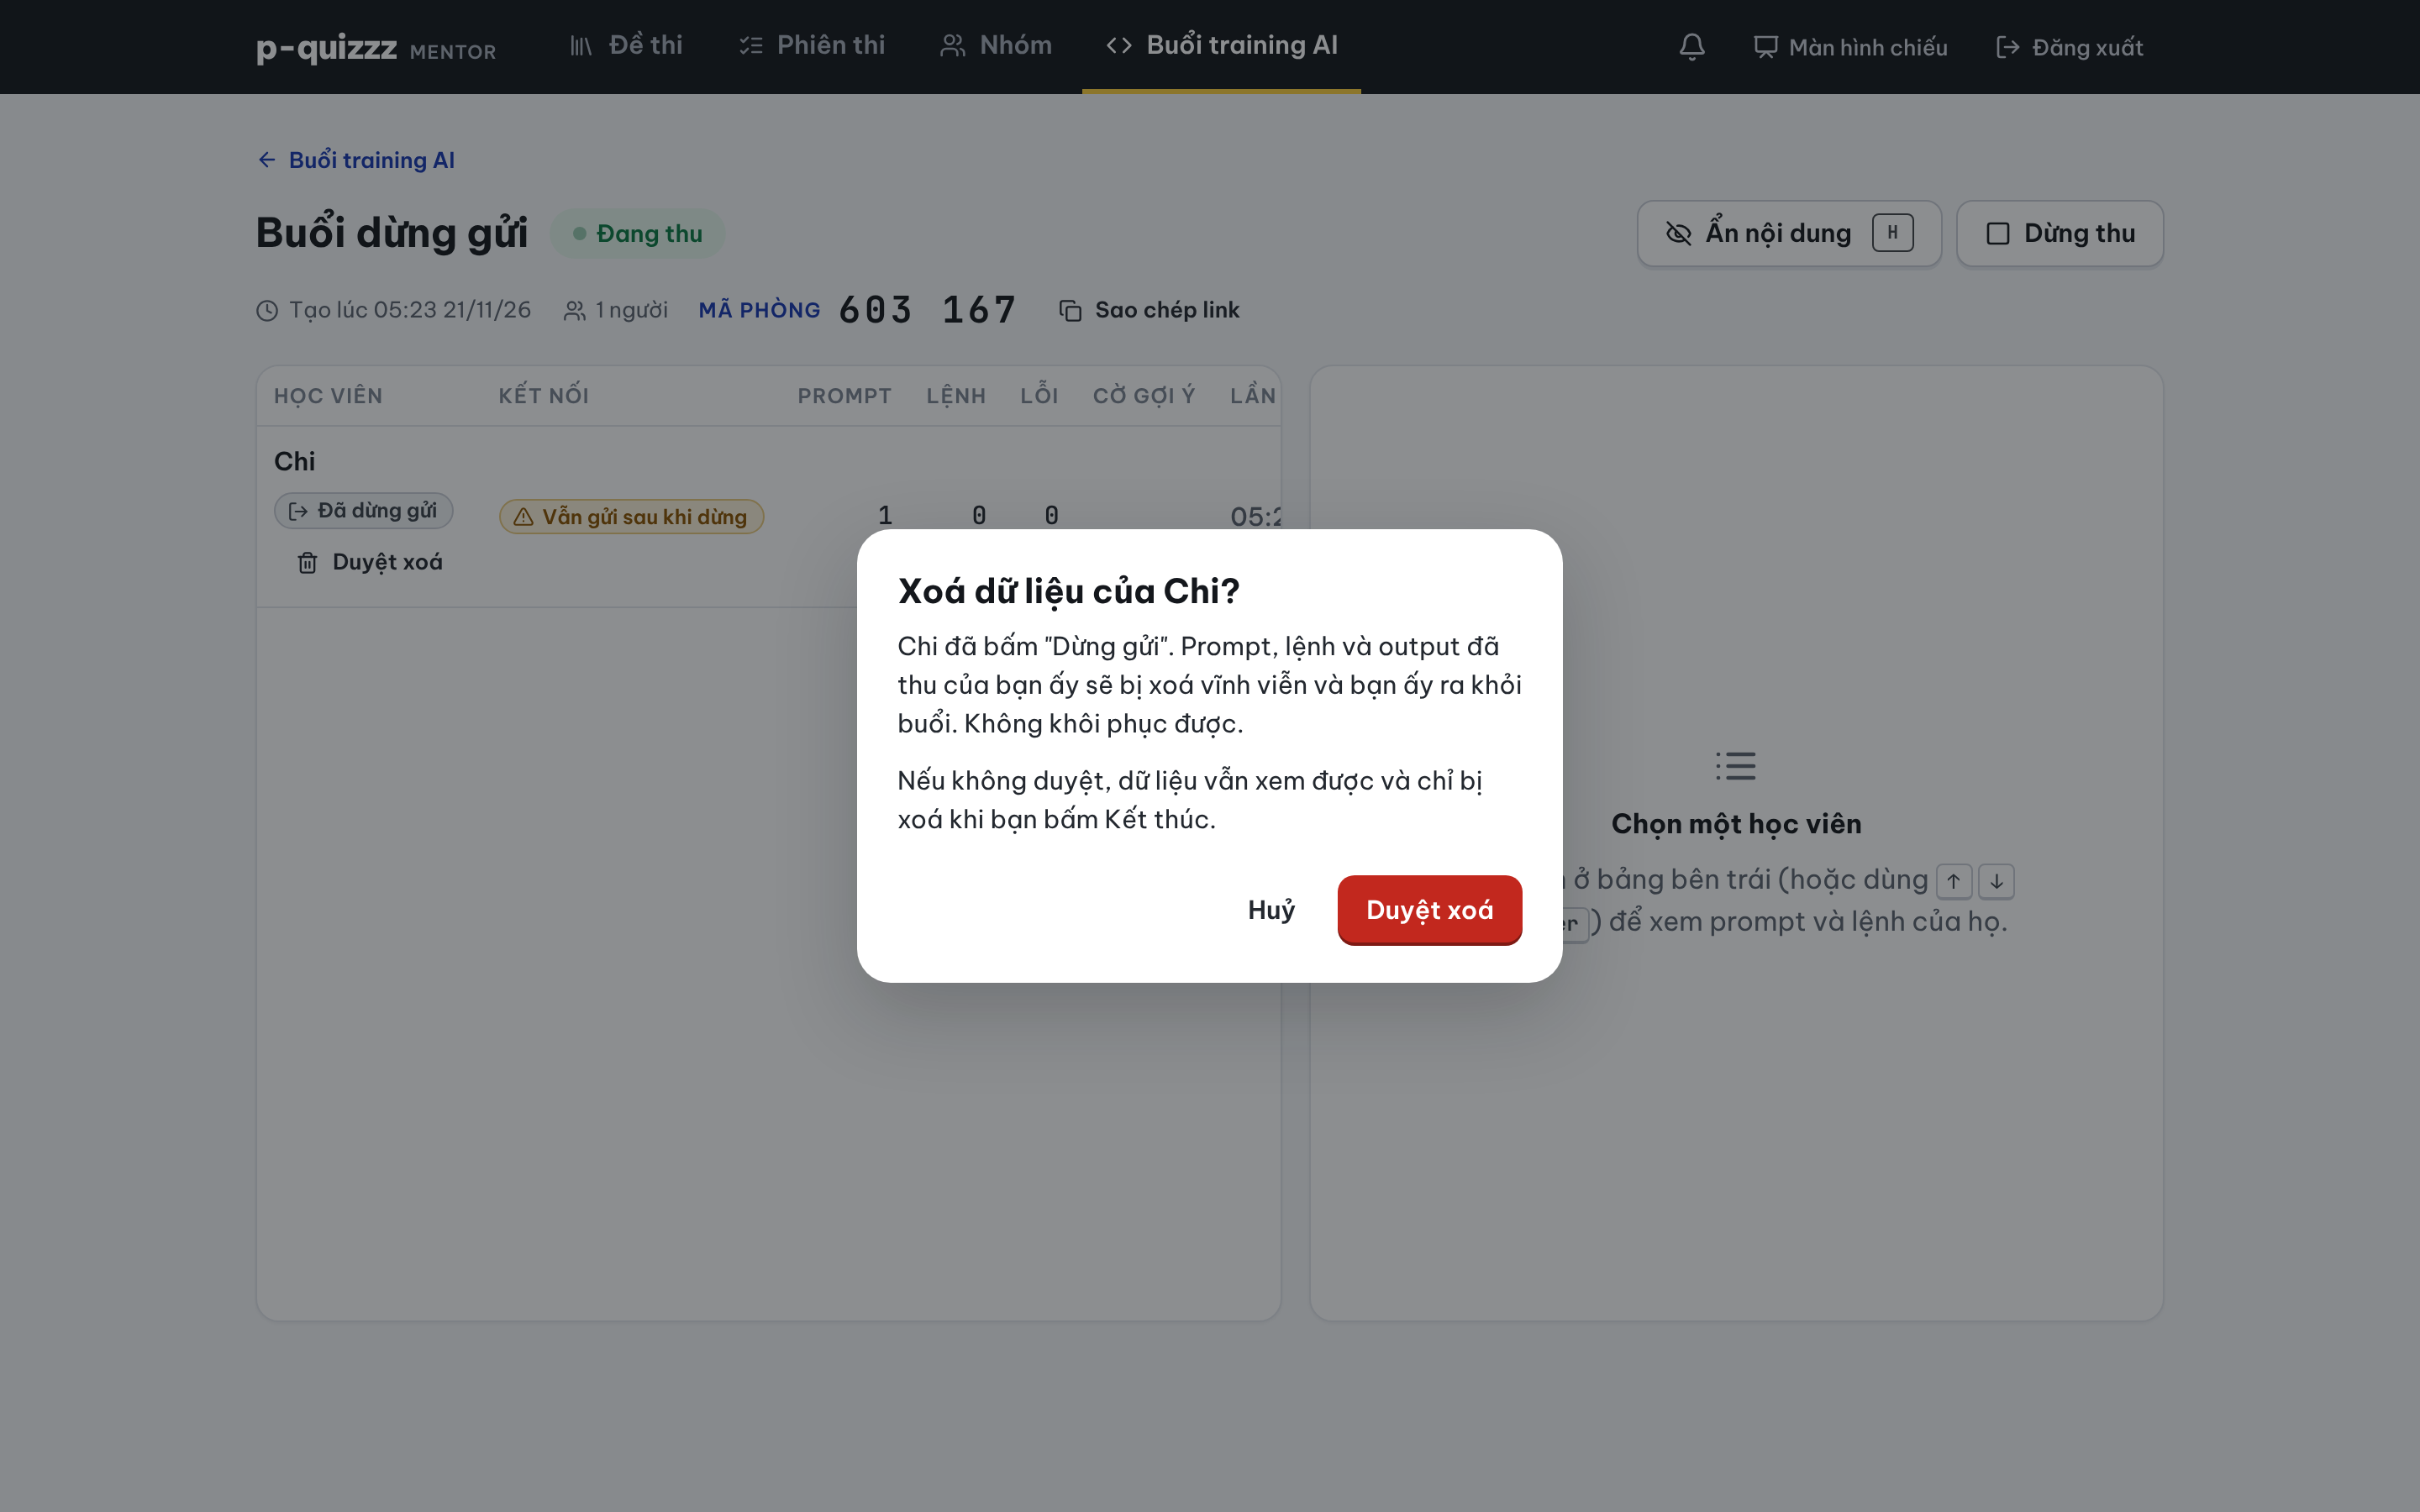 p-quizzz MENTOR
Đề thi
Phiên thi
Nhóm
Buổi training AI
Màn hình chiếu
Đăng xuất
Buổi training AI
Buổi dừng gửi
Đang thu
Ẩn nội dung H
Dừng thu
Tạo lúc 05:23 21/11/26
1 người
MÃ PHÒNG 603 167
Sao chép link
HỌC VIÊN KẾT NỐI PROMPT LỆNH LỖI CỜ GỢI Ý LẦN
Chi
Đã dừng gửi
Vẫn gửi sau khi dừng
1 0 0 05:2
Duyệt xoá
Xoá dữ liệu của Chi?
Chi đã bấm "Dừng gửi". Prompt, lệnh và output đã
thu của bạn ấy sẽ bị xoá vĩnh viễn và bạn ấy ra khỏi
buổi. Không khôi phục được.
Nếu không duyệt, dữ liệu vẫn xem được và chỉ bị
xoá khi bạn bấm Kết thúc.
Huỷ
Duyệt xoá
Chọn một học viên
ở bảng bên trái (hoặc dùng ↑ ↓
) để xem prompt và lệnh của họ.